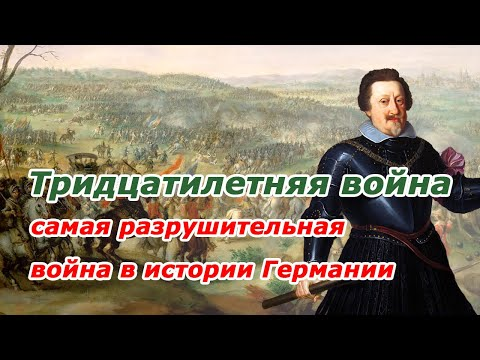 Тридцатилетняя война
самая разрушительная
война в истории Германии